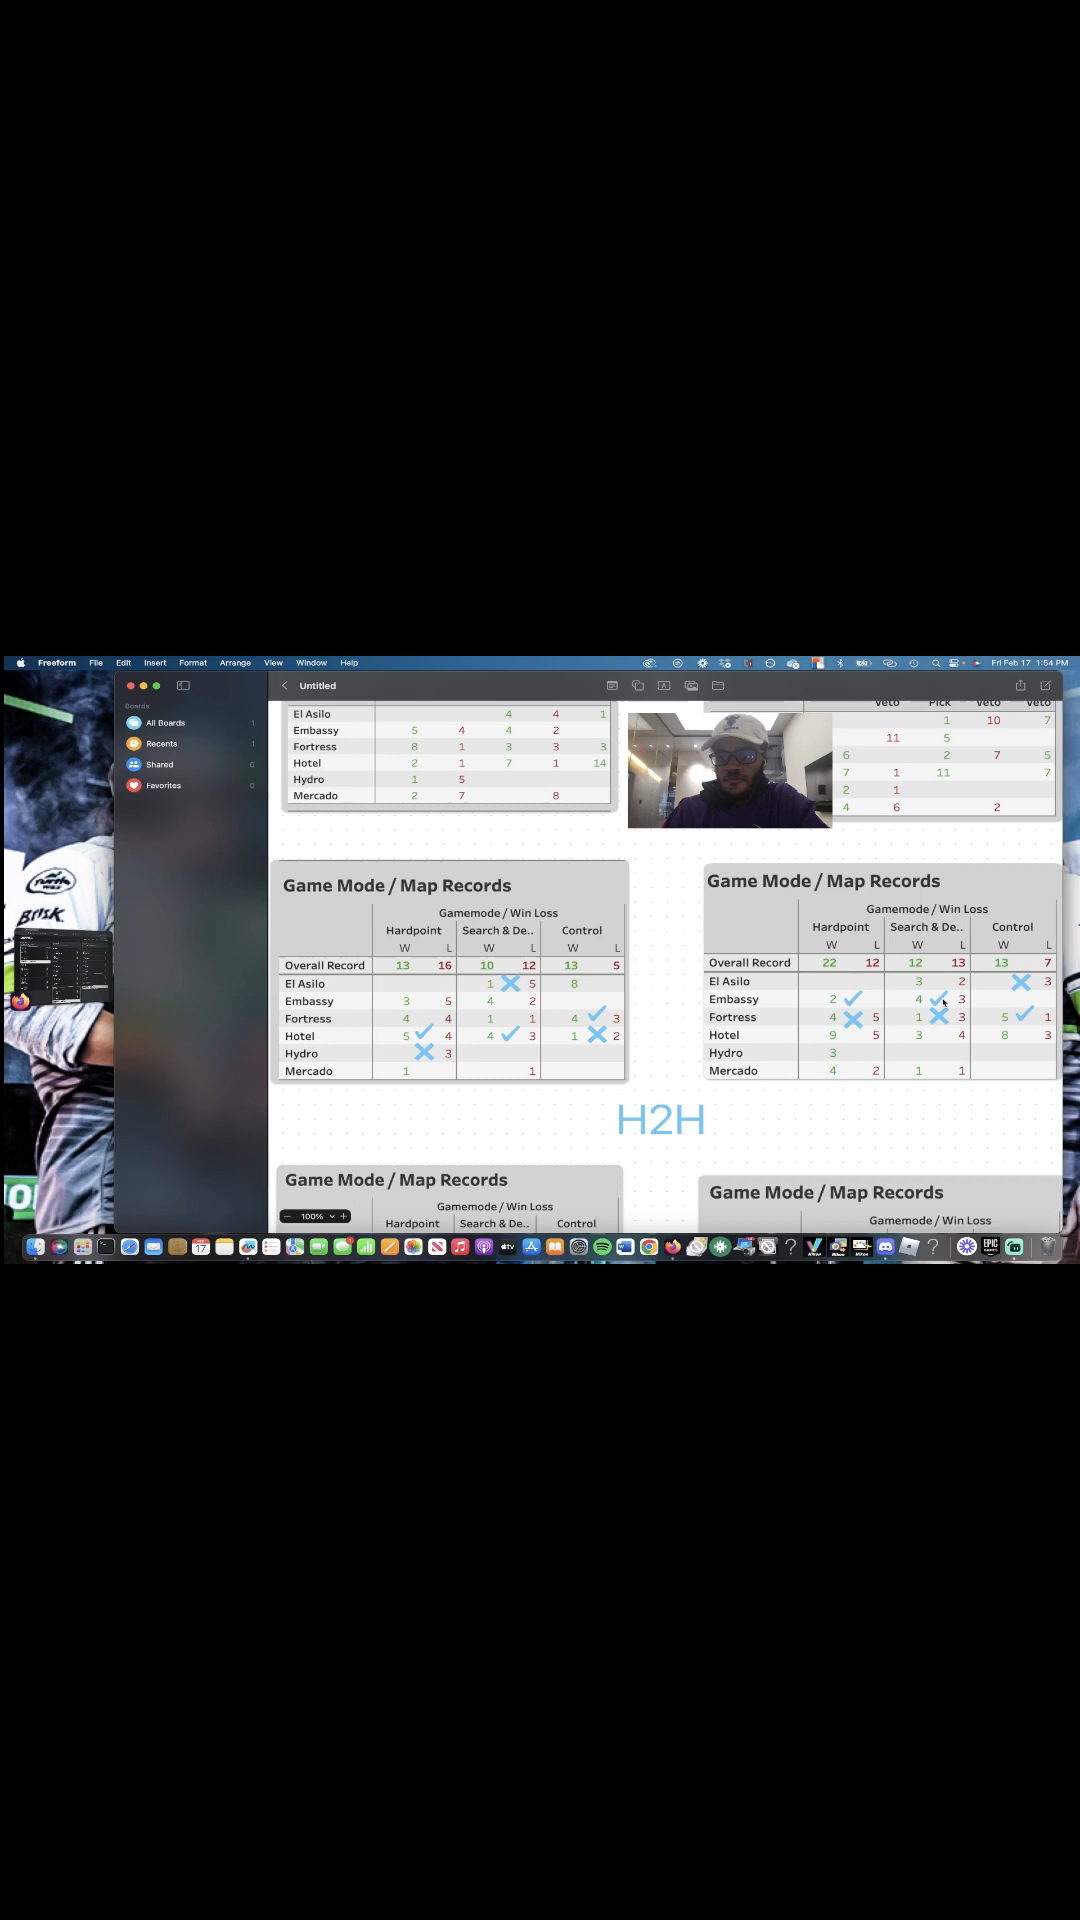 Freeform File Edit Insert Format Arrange View Window Help Fri Feb 17 1:54 PM
Untitled
Boards
All Boards 1
Recents 1
Shared 0
Favorites 0
El Asilo 4 4 1
Embassy 5 4 4 2
Fortress 8 1 3 3 3
Hotel 2 1 7 1 14
Hydro 1 5
Mercado 2 7 8
Veto Pick Veto Veto
1 10 7
11 5
6 2 7 5
7 1 11 7
2 1
4 6 2
Game Mode / Map Records
Gamemode / Win Loss
Hardpoint Search & De.. Control
W L W L W L
Overall Record 13 16 10 12 13 5
El Asilo 1 5 8
Embassy 3 5 4 2
Fortress 4 4 1 1 4 3
Hotel 5 4 4 3 1 2
Hydro 3
Mercado 1 1
Game Mode / Map Records
Gamemode / Win Loss
Hardpoint Search & De.. Control
W L W L W L
Overall Record 22 12 12 13 13 7
El Asilo 3 2 3
Embassy 2 4 3
Fortress 4 5 1 3 5 1
Hotel 9 5 3 4 8 3
Hydro 3
Mercado 4 2 1 1
H2H
Game Mode / Map Records
Gamemode / Win Loss
Hardpoint Search & De.. Control
Game Mode / Map Records
Gamemode / Win Loss
100%
BRISK.
17
tv
EPIC